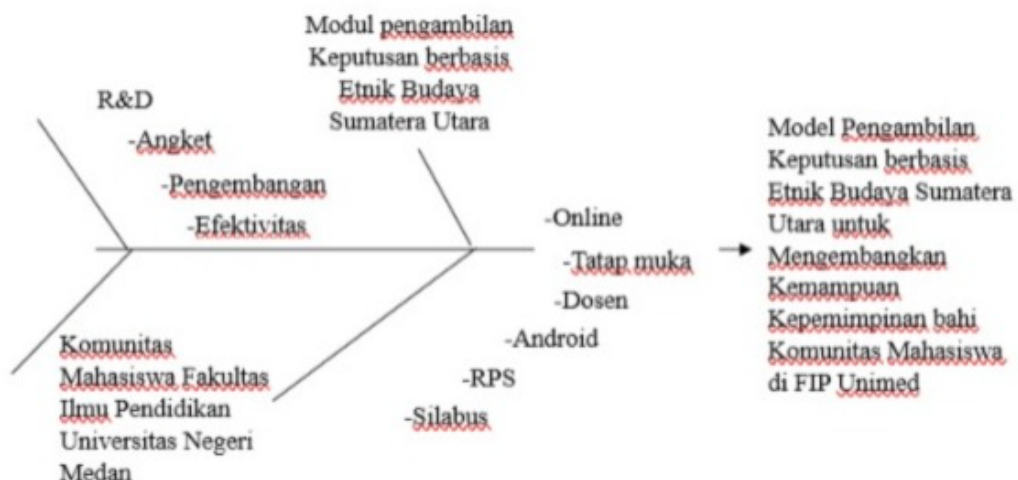 Modul pengambilan
Keputusan berbasis
Etnik Budaya
Sumatera Utara
R&D
-Angket
-Pengembangan
-Efektivitas
-Online
-Tatap muka
-Dosen
-Android
-RPS
-Silabus
Komunitas
Mahasiswa Fakultas
Ilmu Pendidikan
Universitas Negeri
Medan
Model Pengambilan
Keputusan berbasis
Etnik Budaya Sumatera
Utara untuk
Mengembangkan
Kemampuan
Kepemimpinan bahi
Komunitas Mahasiswa
di FIP Unimed